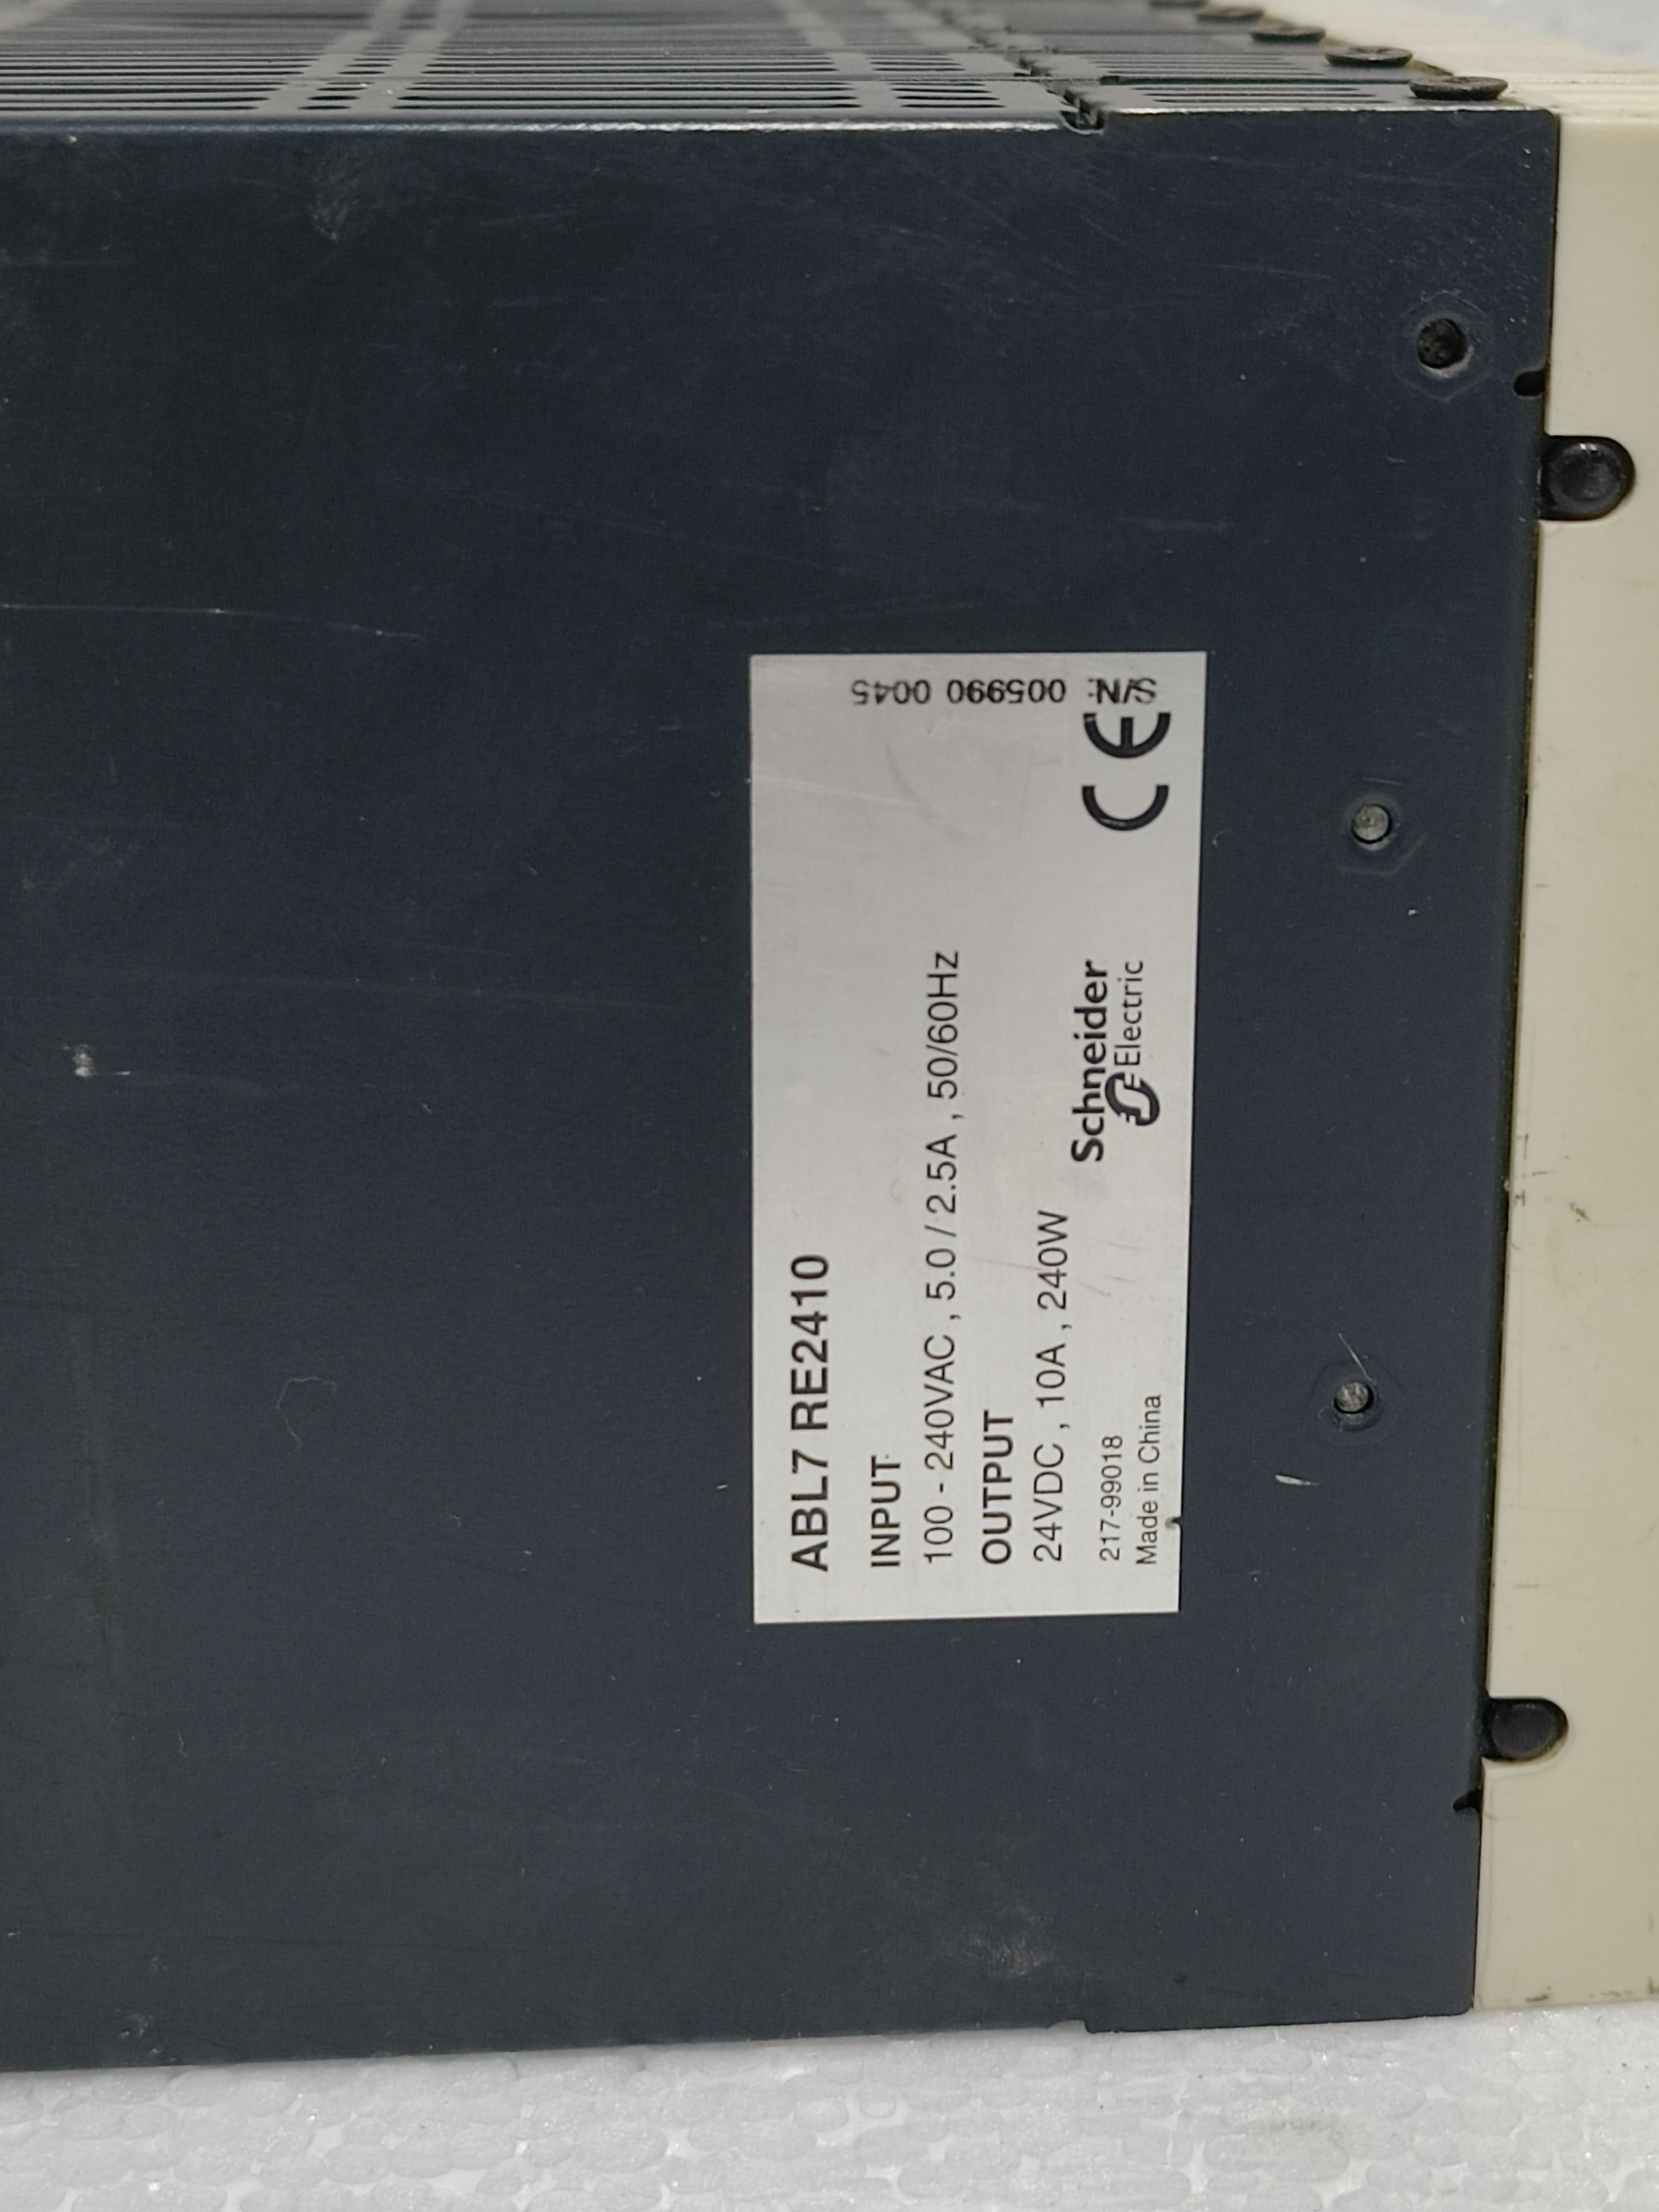 ABL7 RE2410
INPUT
100 - 240VAC , 5.0 / 2.5A , 50/60Hz
OUTPUT
24VDC , 10A , 240W
217-99018
Made in China
Schneider
Electric
CE
S/N: 005990 0045